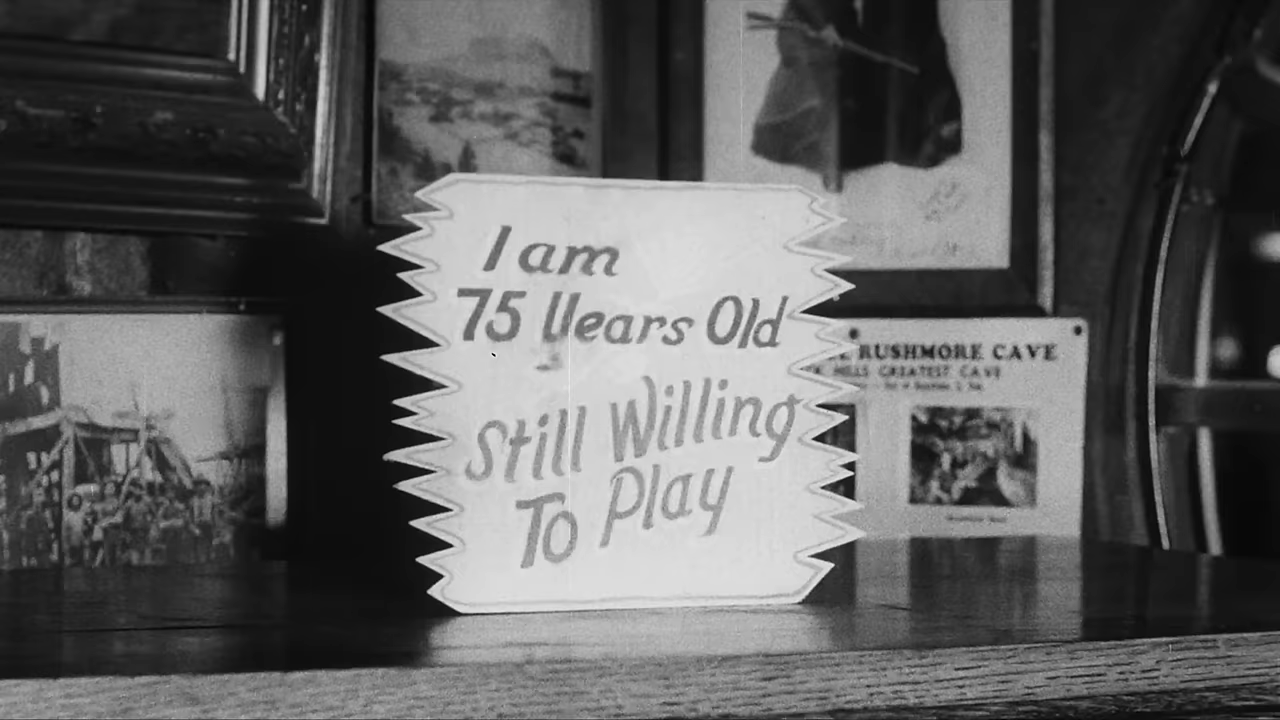 I am
75 Years Old
Still Willing
To Play
RUSHMORE CAVE
HILLS GREATEST CAVE